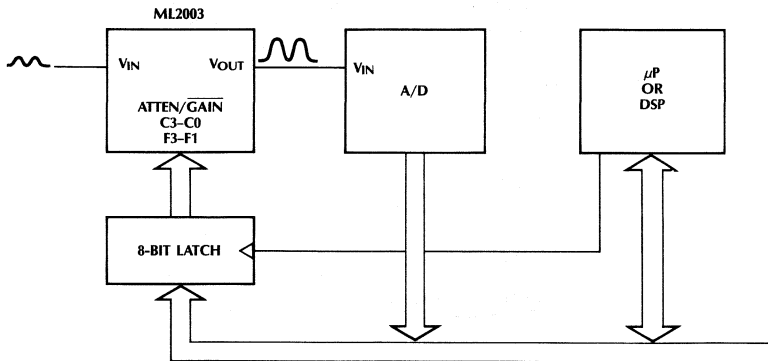 ML2003
VIN
VOUT
ATTEN/GAIN
C3–C0
F3–F1
VIN
A/D
μP
OR
DSP
8-BIT LATCH